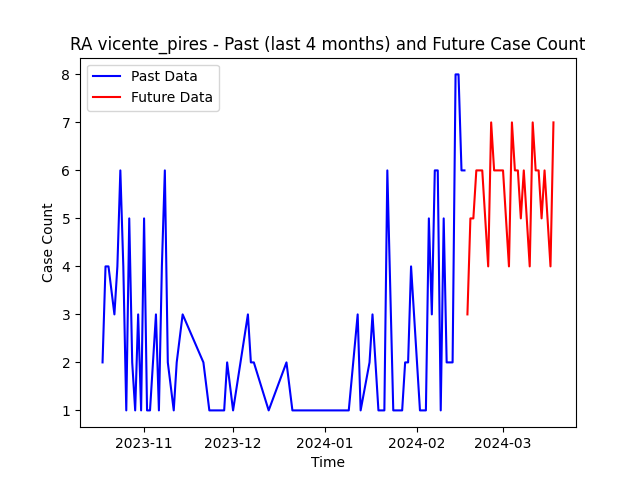 RA vicente_pires - Past (last 4 months) and Future Case Count
Past Data
Future Data
Case Count
8
7
6
5
4
3
2
1
2023-11
2023-12
2024-01
2024-02
2024-03
Time